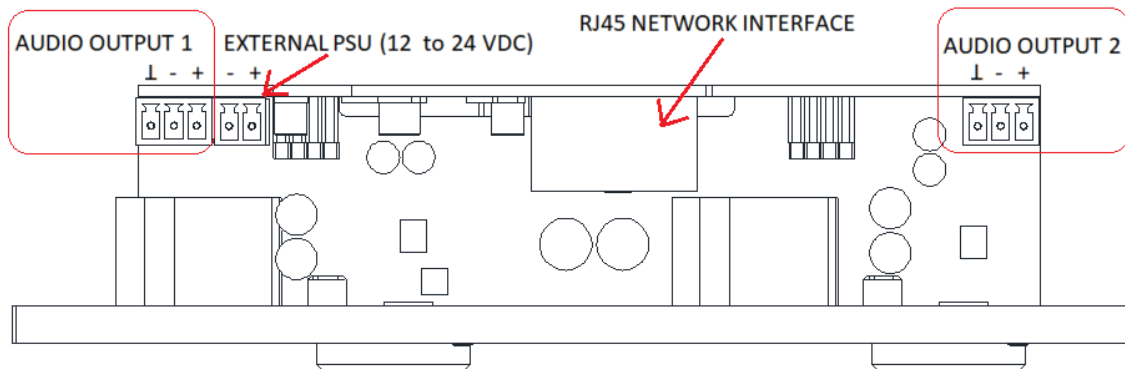 RJ45 NETWORK INTERFACE
AUDIO OUTPUT 1
EXTERNAL PSU (12 to 24 VDC)
AUDIO OUTPUT 2
⊥ - +
- +
⊥ - +